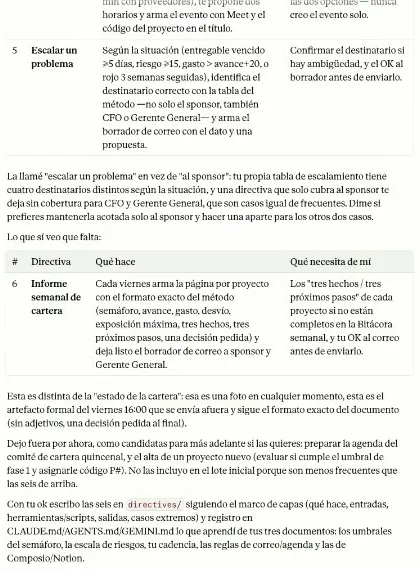 min con proveedores), te propone dos
las dos opciones — nunca
horarios y arma el evento con Meet y el
creo el evento solo.
código del proyecto en el título.
5 Escalar un problema
Según la situación (entregable vencido
≥5 días, riesgo ≥15, gasto > avance+20, o
rojo 3 semanas seguidas), identifica el
destinatario correcto con la tabla del
método —no solo el sponsor, también
CFO o Gerente General— y arma el
borrador de correo con el dato y una
propuesta.
Confirmar el destinatario si
hay ambigüedad, y el OK al
borrador antes de enviarlo.
La llamé "escalar un problema" en vez de "al sponsor": tu propia tabla de escalamiento tiene
cuatro destinatarios distintos según la situación, y una directiva que solo cubra al sponsor te
deja sin cobertura para CFO y Gerente General, que son casos igual de frecuentes. Dime si
prefieres mantenerla acotada solo al sponsor y hacer una aparte para los otros dos casos.
Lo que sí veo que falta:
# Directiva Qué hace Qué necesita de mí
6 Informe
semanal de
cartera
Cada viernes arma la página por proyecto
con el formato exacto del método
(semáforo, avance, gasto, desvío,
exposición máxima, tres hechos, tres
próximos pasos, una decisión pedida) y
deja listo el borrador de correo a sponsor y
Gerente General.
Los "tres hechos / tres
próximos pasos" de cada
proyecto si no están
completos en la Bitácora
semanal, y tu OK al correo
antes de enviarlo.
Esta es distinta de la "estado de la cartera": esa es una foto en cualquier momento, esta es el
artefacto formal del viernes 16:00 que se envía afuera y sigue el formato exacto del documento
(sin adjetivos, una decisión pedida al final).
Dejo fuera por ahora, como candidatas para más adelante si las quieres: preparar la agenda del
comité de cartera quincenal, y el alta de un proyecto nuevo (evaluar si cumple el umbral de
fase 1 y asignarle código P#). No las incluyo en el lote inicial porque son menos frecuentes que
las seis de arriba.
Con tu ok escribo las seis en directives/ siguiendo el marco de capas (qué hace, entradas,
herramientas/scripts, salidas, casos extremos) y registro en
CLAUDE.md/AGENTS.md/GEMINI.md lo que aprendí de tus tres documentos: los umbrales
del semáforo, la escala de riesgos, tu cadencia, las reglas de correo/agenda y las de
Composio/Notion.